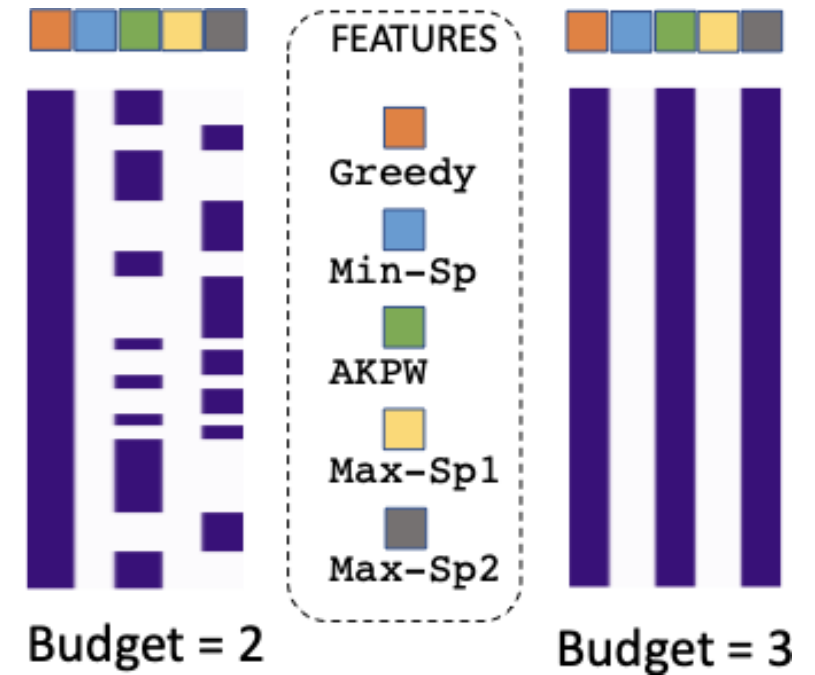 FEATURES
Greedy
Min-Sp
AKPW
Max-Sp1
Max-Sp2
Budget = 2
Budget = 3